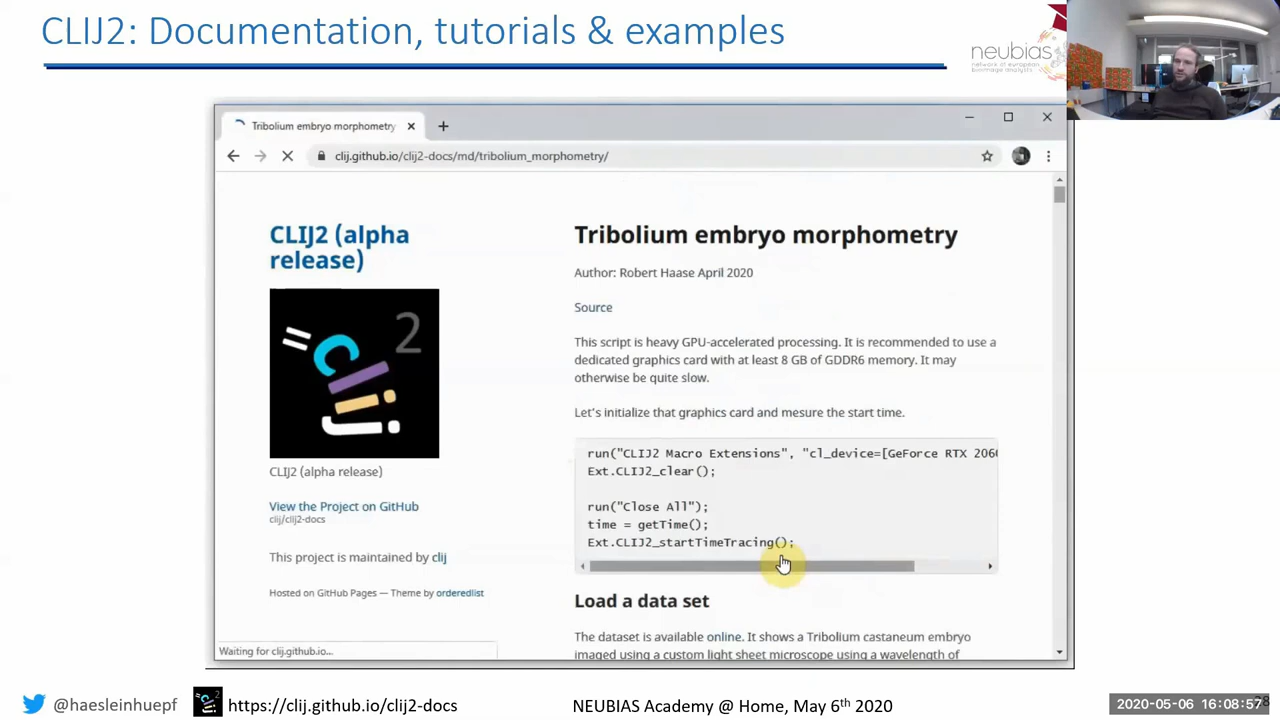 CLIJ2: Documentation, tutorials & examples
neubias
network of european
bioimage analysts
Tribolium embryo morphometry
clij.github.io/clij2-docs/md/tribolium_morphometry/
CLIJ2 (alpha
release)
2
clij
CLIJ2 (alpha release)
View the Project on GitHub
clij/clij2-docs
This project is maintained by clij
Hosted on GitHub Pages — Theme by orderedlist
Waiting for clij.github.io...
Tribolium embryo morphometry
Author: Robert Haase April 2020
Source
This script is heavy GPU-accelerated processing. It is recommended to use a
dedicated graphics card with at least 8 GB of GDDR6 memory. It may
otherwise be quite slow.
Let's initialize that graphics card and mesure the start time.
run("CLIJ2 Macro Extensions", "cl_device=[GeForce RTX 206
Ext.CLIJ2_clear();
run("Close All");
time = getTime();
Ext.CLIJ2_startTimeTracing();
Load a data set
The dataset is available online. It shows a Tribolium castaneum embryo
imaged using a custom light sheet microscope using a wavelength of
@haesleinhuepf
https://clij.github.io/clij2-docs
NEUBIAS Academy @ Home, May 6th 2020
2020-05-06 16:08:57